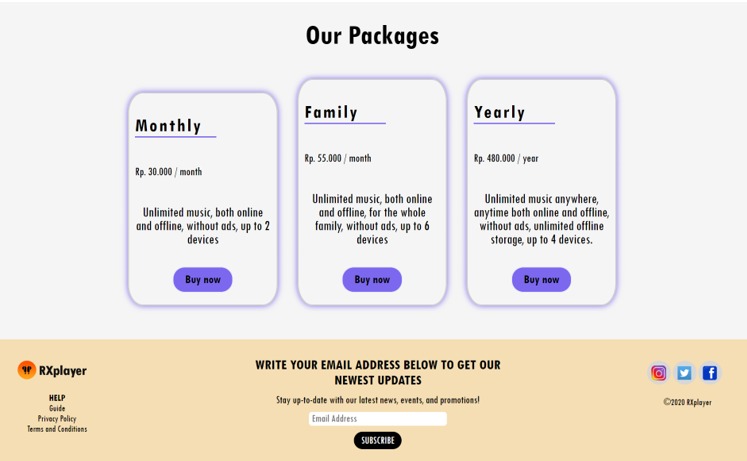 Our Packages
Monthly
Rp. 30.000 / month
Unlimited music, both online
and offline, without ads, up to 2
devices
Buy now
Family
Rp. 55.000 / month
Unlimited music, both online
and offline, for the whole
family, without ads, up to 6
devices
Buy now
Yearly
Rp. 480.000 / year
Unlimited music anywhere,
anytime both online and offline,
without ads, unlimited offline
storage, up to 4 devices.
Buy now
RXplayer
HELP
Guide
Privacy Policy
Terms and Conditions
WRITE YOUR EMAIL ADDRESS BELOW TO GET OUR
NEWEST UPDATES
Stay up-to-date with our latest news, events, and promotions!
Email Address
SUBSCRIBE
©2020 RXplayer